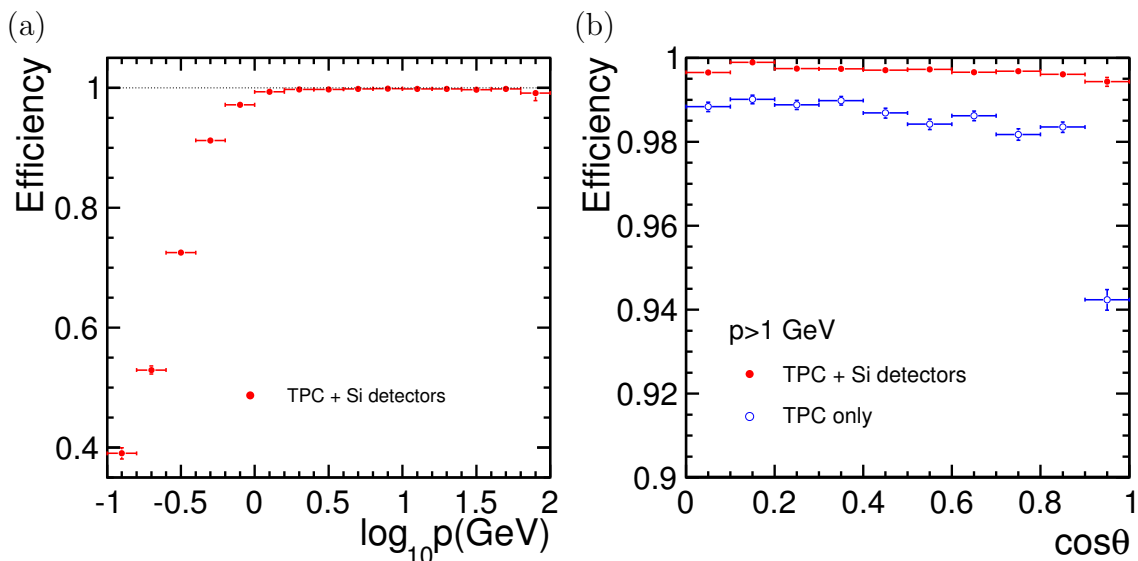 (a)
Efficiency
1
0.8
0.6
0.4
TPC + Si detectors
-1 -0.5 0 0.5 1 1.5 2
log10p(GeV)
(b)
Efficiency
1
0.98
0.96
0.94
0.92
0.9
p>1 GeV
TPC + Si detectors
TPC only
0 0.2 0.4 0.6 0.8 1
cosθ